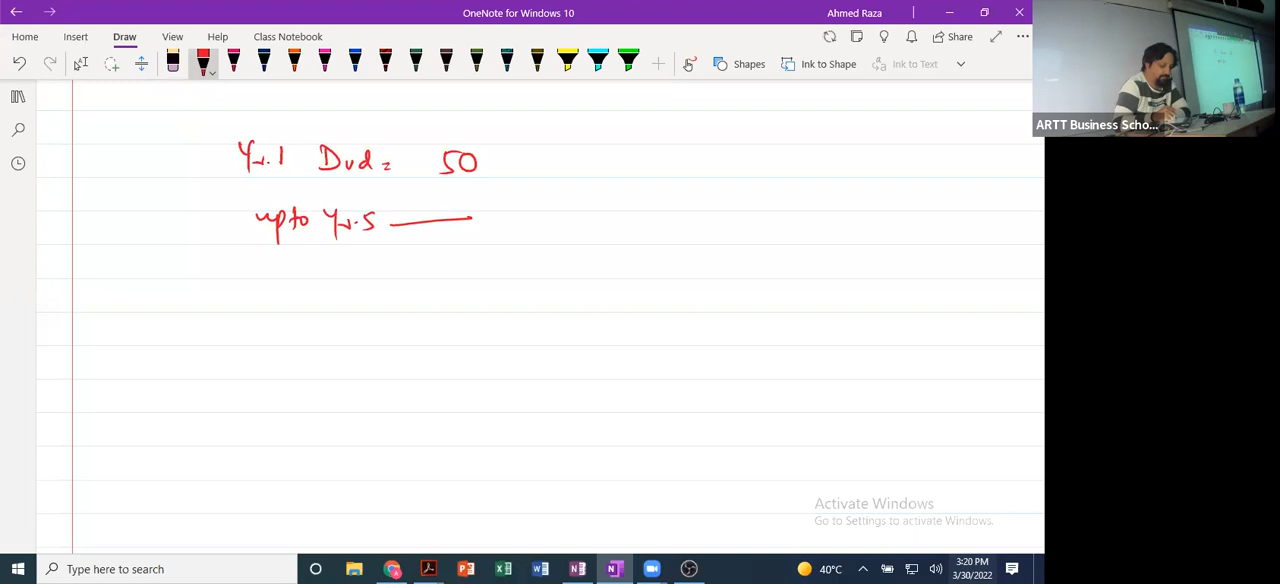 OneNote for Windows 10
Ahmed Raza
Home Insert Draw View Help Class Notebook
Share
Shapes Ink to Shape Ink to Text
ARTT Business Scho...
Yr.1 Dvd = 50
upto Yr.5
Activate Windows
Go to Settings to activate Windows.
Type here to search
40°C
3:20 PM
3/30/2022